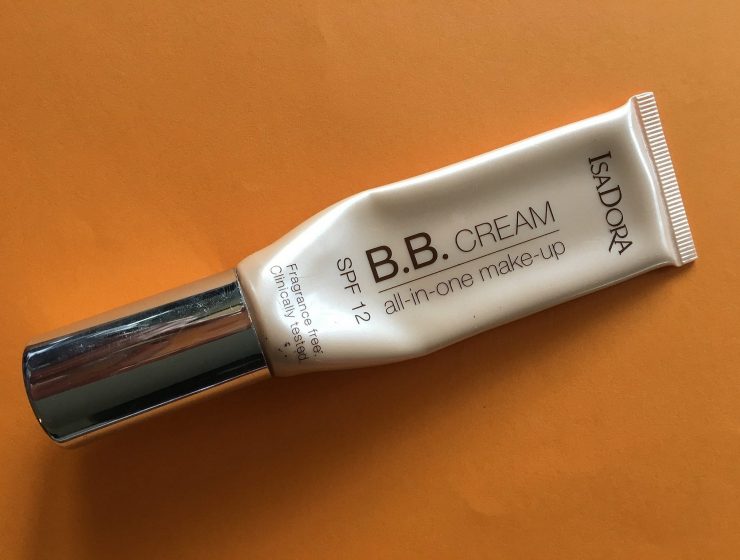 ISADORA
B.B. CREAM
all-in-one make-up
SPF 12
Fragrance free.
Clinically tested.